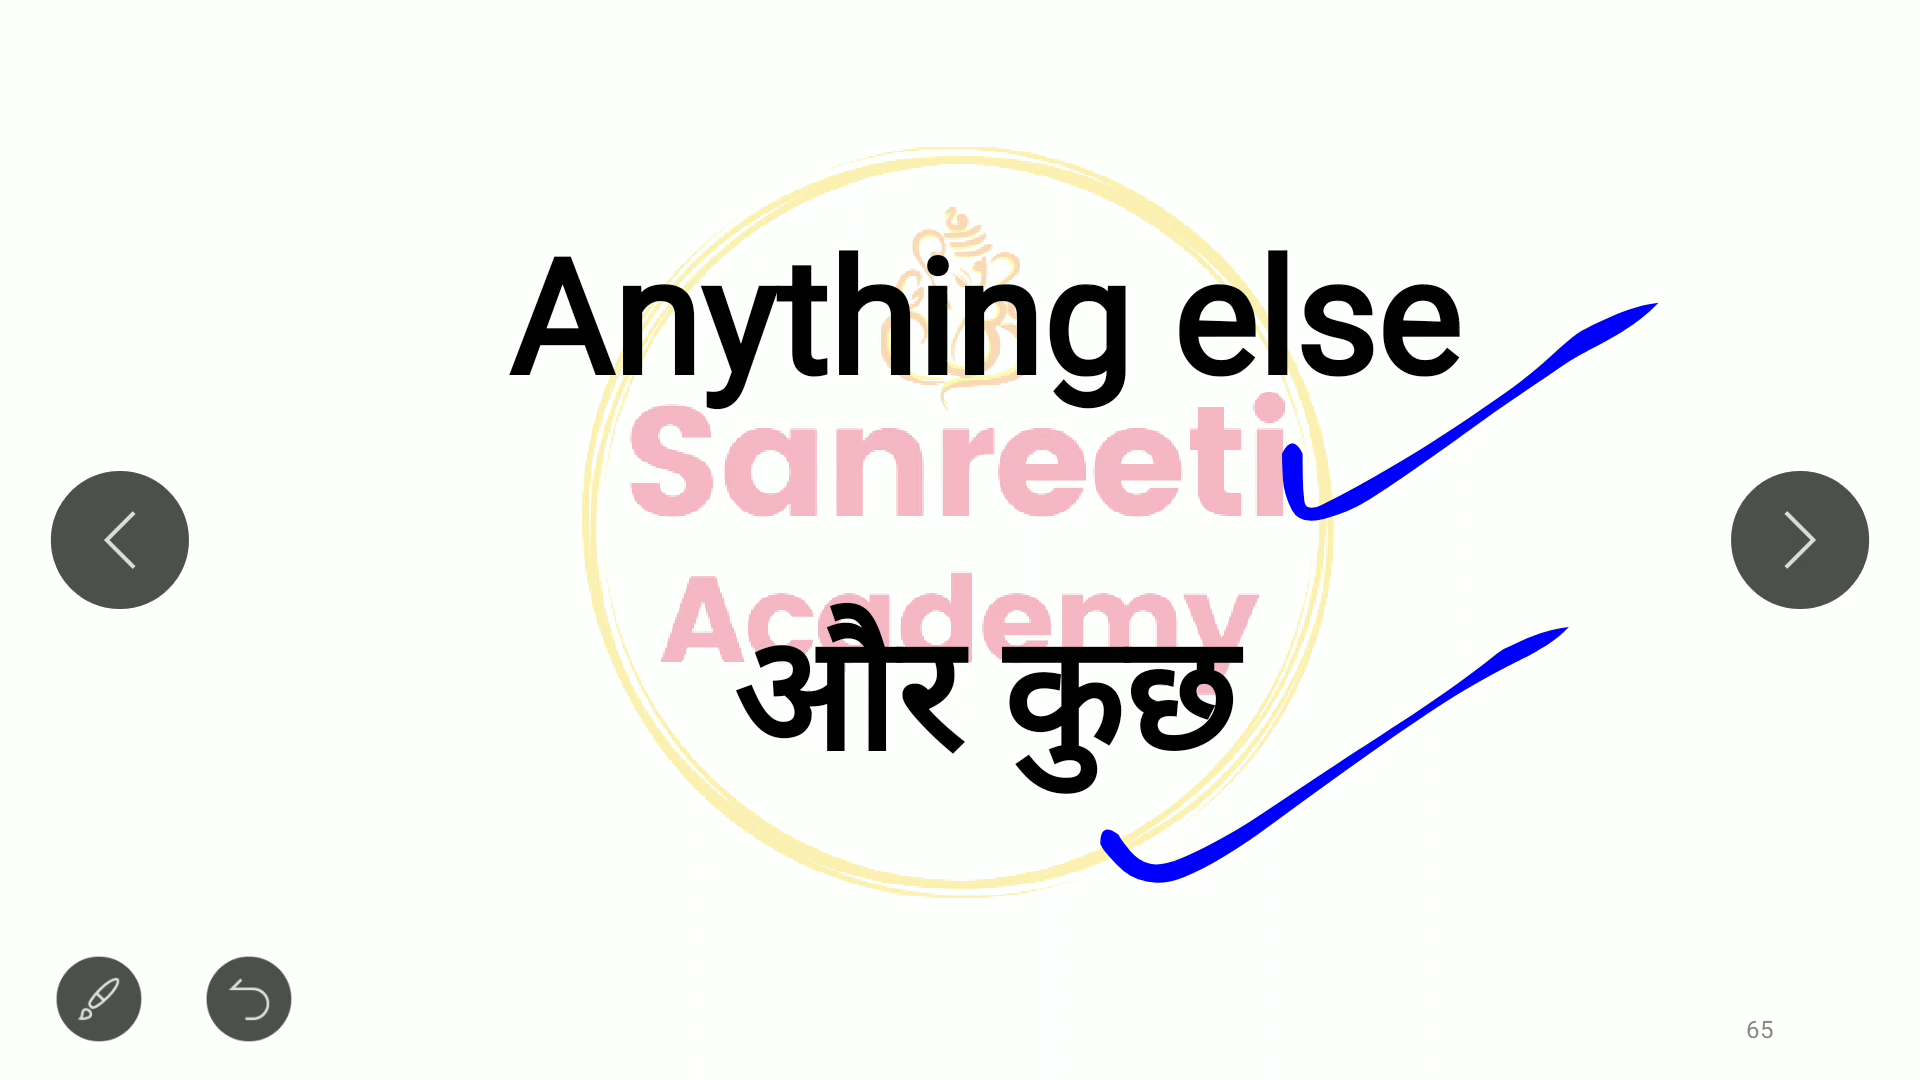 Anything else
Sanreeti
Academy
और कुछ
65